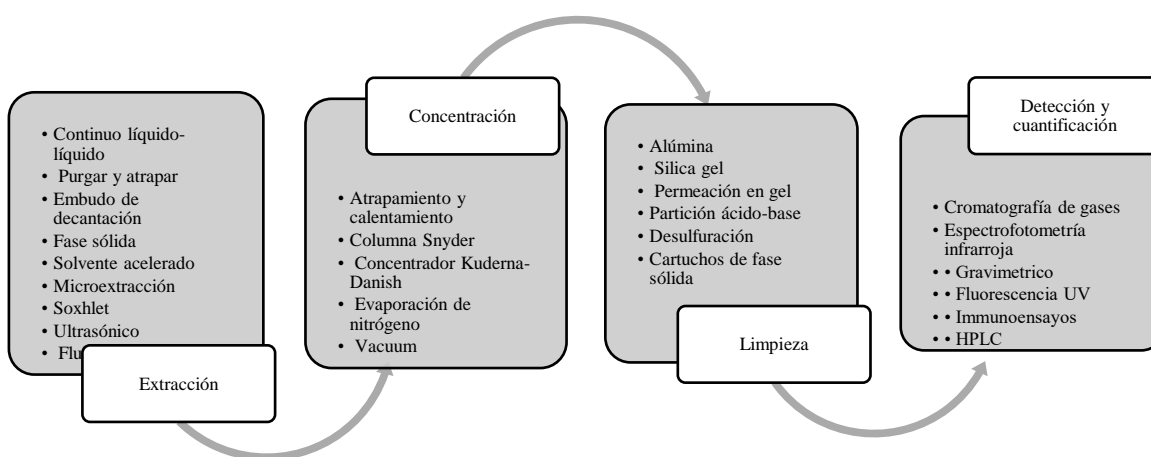 • Continuo líquido-
líquido
• Purgar y atrapar
• Embudo de
decantación
• Fase sólida
• Solvente acelerado
• Microextracción
• Soxhlet
• Ultrasónico
•
Extracción
Concentración
• Atrapamiento y
calentamiento
• Columna Snyder
• Concentrador Kuderna-
Danish
• Evaporación de
nitrógeno
• Vacuum
• Alúmina
• Silica gel
• Permeación en gel
• Partición ácido-base
• Desulfuración
• Cartuchos de fase
sólida
Limpieza
Detección y
cuantificación
• Cromatografía de gases
• Espectrofotometría
infrarroja
• • Gravimetrico
• • Fluorescencia UV
• • Immunoensayos
• • HPLC